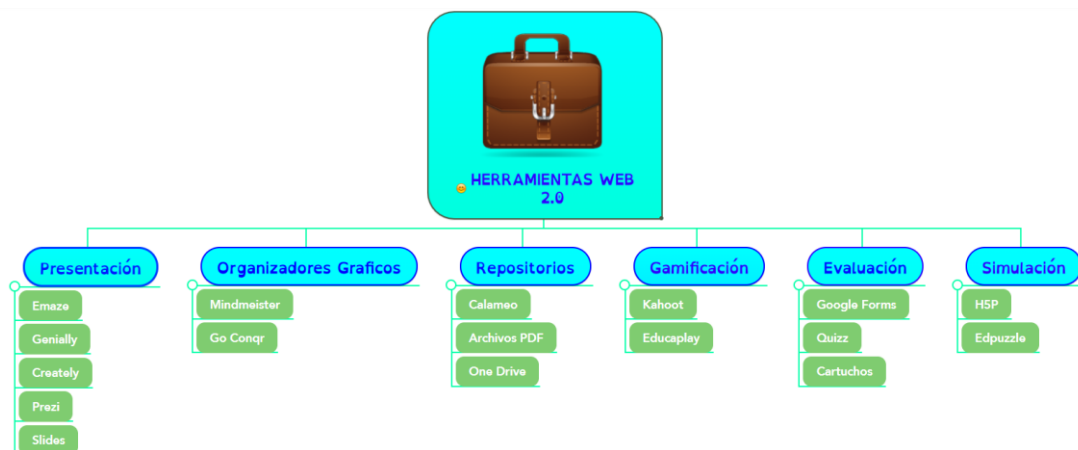 HERRAMIENTAS WEB
2.0
Presentación
Emaze
Genially
Creately
Prezi
Slides
Organizadores Graficos
Mindmeister
Go Conqr
Repositorios
Calameo
Archivos PDF
One Drive
Gamificación
Kahoot
Educaplay
Evaluación
Google Forms
Quizz
Cartuchos
Simulación
H5P
Edpuzzle